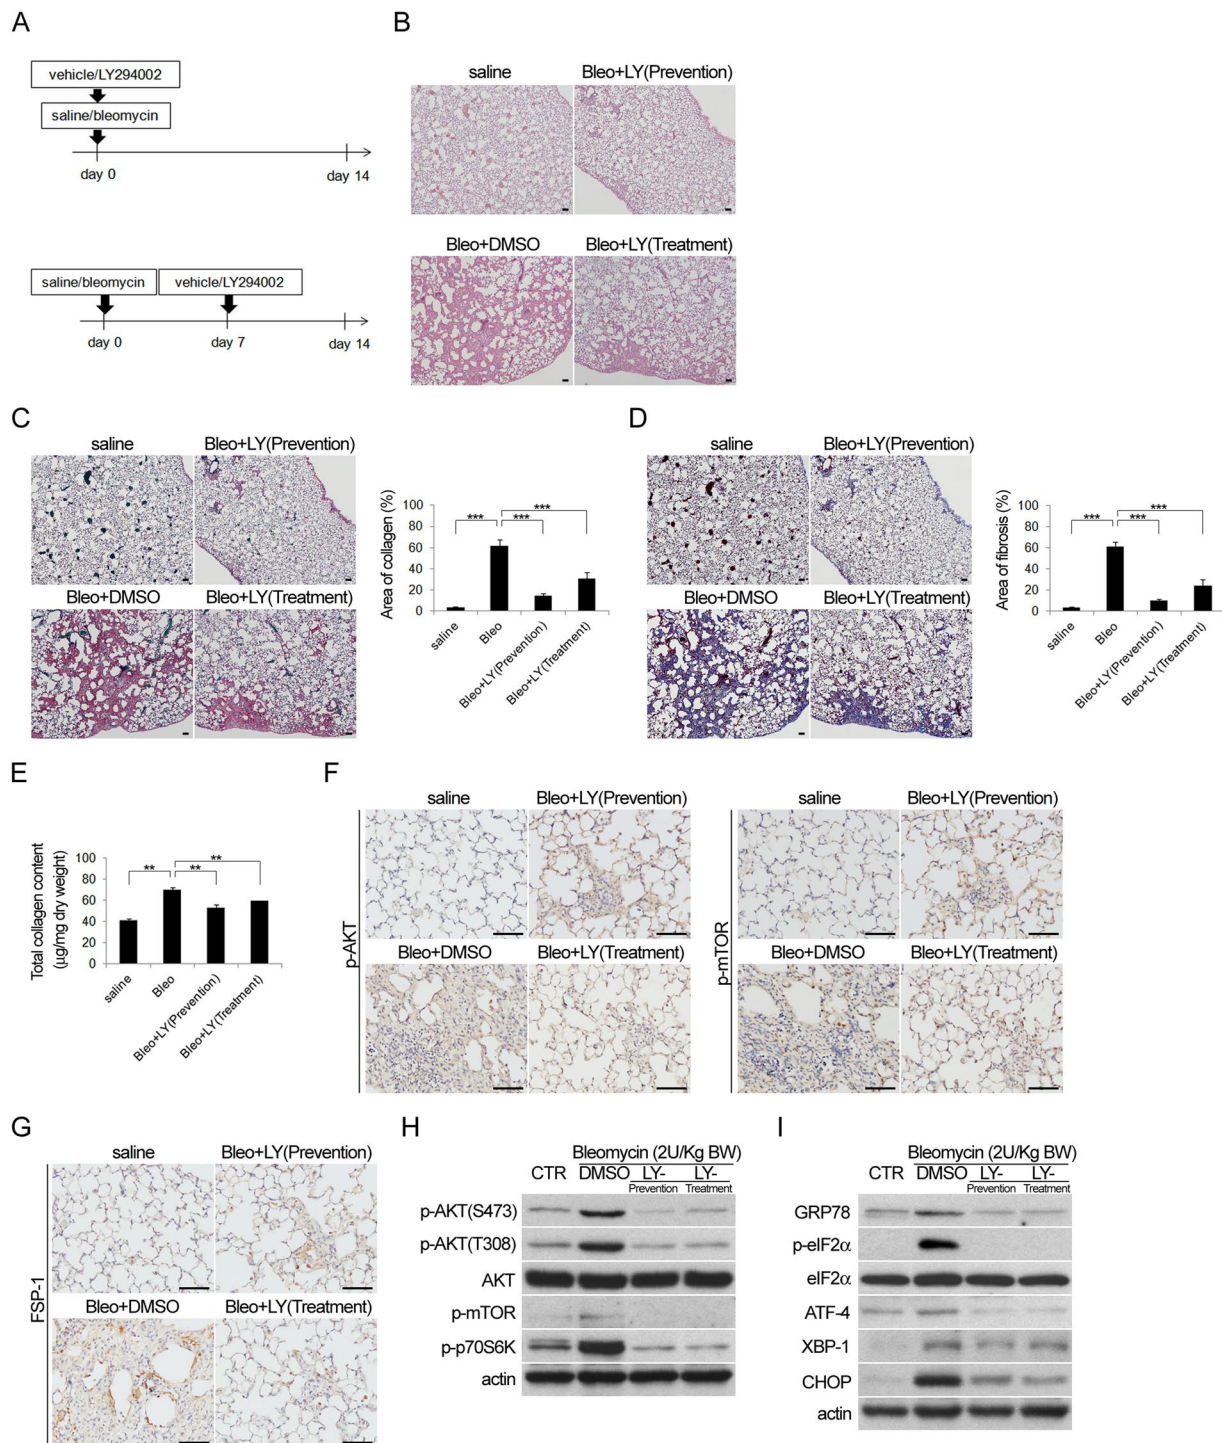 A
vehicle/LY294002
saline/bleomycin
day 0
day 14
saline/bleomycin
vehicle/LY294002
day 0
day 7
day 14
B
saline
Bleo+LY(Prevention)
Bleo+DMSO
Bleo+LY(Treatment)
C
saline
Bleo+LY(Prevention)
Bleo+DMSO
Bleo+LY(Treatment)
Area of collagen (%)
100
80
60
40
20
0
***
***
***
saline
Bleo
Bleo+LY(Prevention)
Bleo+LY(Treatment)
D
saline
Bleo+LY(Prevention)
Bleo+DMSO
Bleo+LY(Treatment)
Area of fibrosis (%)
100
80
60
40
20
0
***
***
***
saline
Bleo
Bleo+LY(Prevention)
Bleo+LY(Treatment)
E
Total collagen content
(µg/mg dry weight)
100
80
60
40
20
0
**
**
**
saline
Bleo
Bleo+LY(Prevention)
Bleo+LY(Treatment)
F
p-AKT
saline
Bleo+LY(Prevention)
Bleo+DMSO
Bleo+LY(Treatment)
p-mTOR
saline
Bleo+LY(Prevention)
Bleo+DMSO
Bleo+LY(Treatment)
G
FSP-1
saline
Bleo+LY(Prevention)
Bleo+DMSO
Bleo+LY(Treatment)
H
Bleomycin (2U/Kg BW)
CTR DMSO LY- LY-
Prevention Treatment
p-AKT(S473)
p-AKT(T308)
AKT
p-mTOR
p-p70S6K
actin
I
Bleomycin (2U/Kg BW)
CTR DMSO LY- LY-
Prevention Treatment
GRP78
p-eIF2α
eIF2α
ATF-4
XBP-1
CHOP
actin